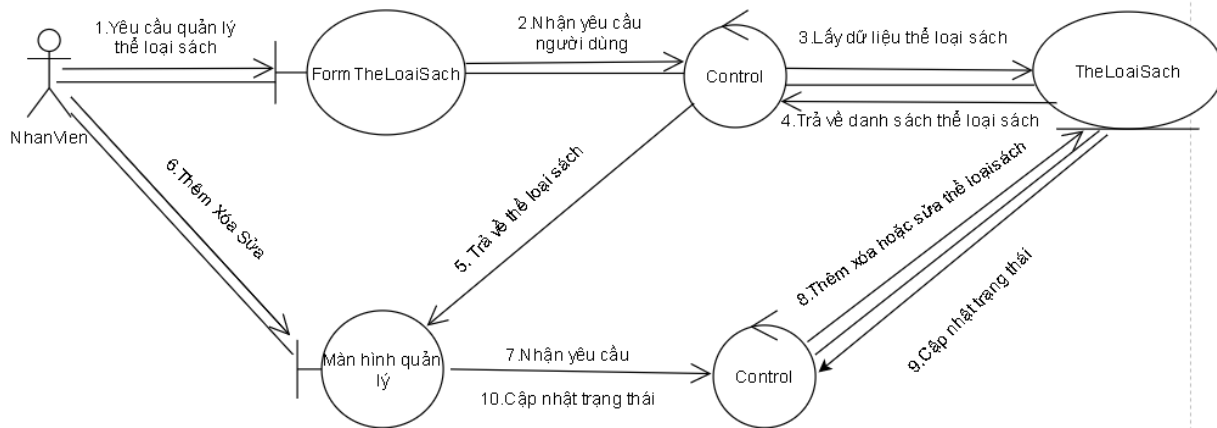 1.Yêu cầu quản lý
thể loại sách
2.Nhận yêu cầu
người dùng
3.Lấy dữ liệu thể loại sách
Form TheLoaiSach
Control
TheLoaiSach
4.Trả về danh sách thể loại sách
NhanVien
6.Thêm Xóa Sửa
5. Trả về thể loại sách
8.Thêm xóa hoặc sửa thể loaisách
9.Cập nhật trạng thái
Màn hình quản
lý
7.Nhận yêu cầu
10.Cập nhật trạng thái
Control